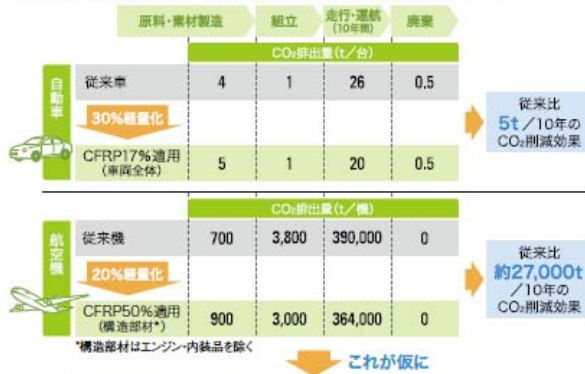 原料・素材製造 組立 走行・運航 (10年間) 廃棄
自動車
CO₂排出量(t／台)
従来車 4 1 26 0.5
30%軽量化
CFRP17%適用 (車両全体) 5 1 20 0.5
従来比
5t／10年の
CO₂削減効果
航空機
CO₂排出量(t／機)
従来機 700 3,800 390,000 0
20%軽量化
CFRP50%適用 (構造部材*) 900 3,000 364,000 0
*構造部材はエンジン・内装品を除く
従来比
約27,000t
／10年の
CO₂削減効果
これが仮に